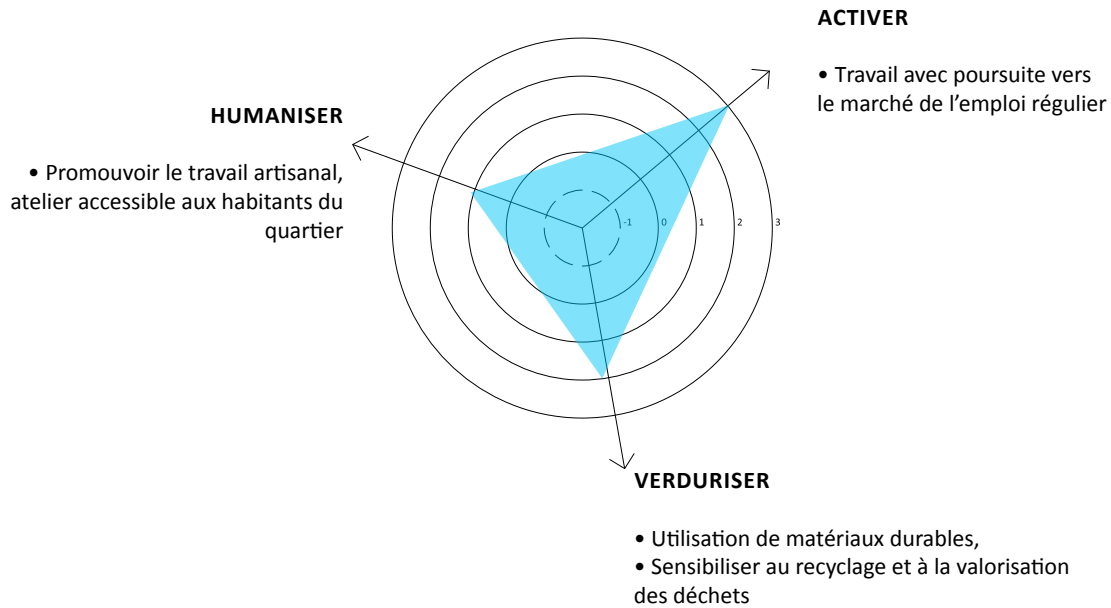 ACTIVER
• Travail avec poursuite vers
le marché de l'emploi régulier
HUMANISER
• Promouvoir le travail artisanal,
atelier accessible aux habitants du
quartier
-1 0 1 2 3
VERDURISER
• Utilisation de matériaux durables,
• Sensibiliser au recyclage et à la valorisation
des déchets